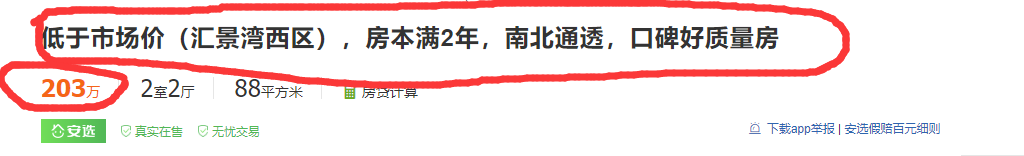 低于市场价（汇景湾西区），房本满2年，南北通透，口碑好质量房
203万 2室2厅 88平方米 房贷计算
安选 真实在售 无忧交易 下载app举报 | 安选假赔百元细则